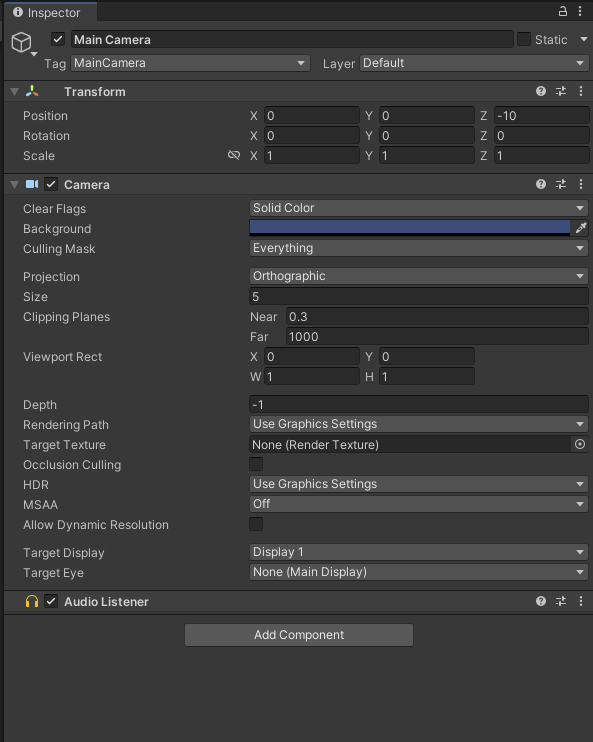 Inspector
Main Camera Static
Tag MainCamera Layer Default
Transform
Position X 0 Y 0 Z -10
Rotation X 0 Y 0 Z 0
Scale X 1 Y 1 Z 1
Camera
Clear Flags Solid Color
Background
Culling Mask Everything
Projection Orthographic
Size 5
Clipping Planes Near 0.3
Far 1000
Viewport Rect X 0 Y 0
W 1 H 1
Depth -1
Rendering Path Use Graphics Settings
Target Texture None (Render Texture)
Occlusion Culling
HDR Use Graphics Settings
MSAA Off
Allow Dynamic Resolution
Target Display Display 1
Target Eye None (Main Display)
Audio Listener
Add Component